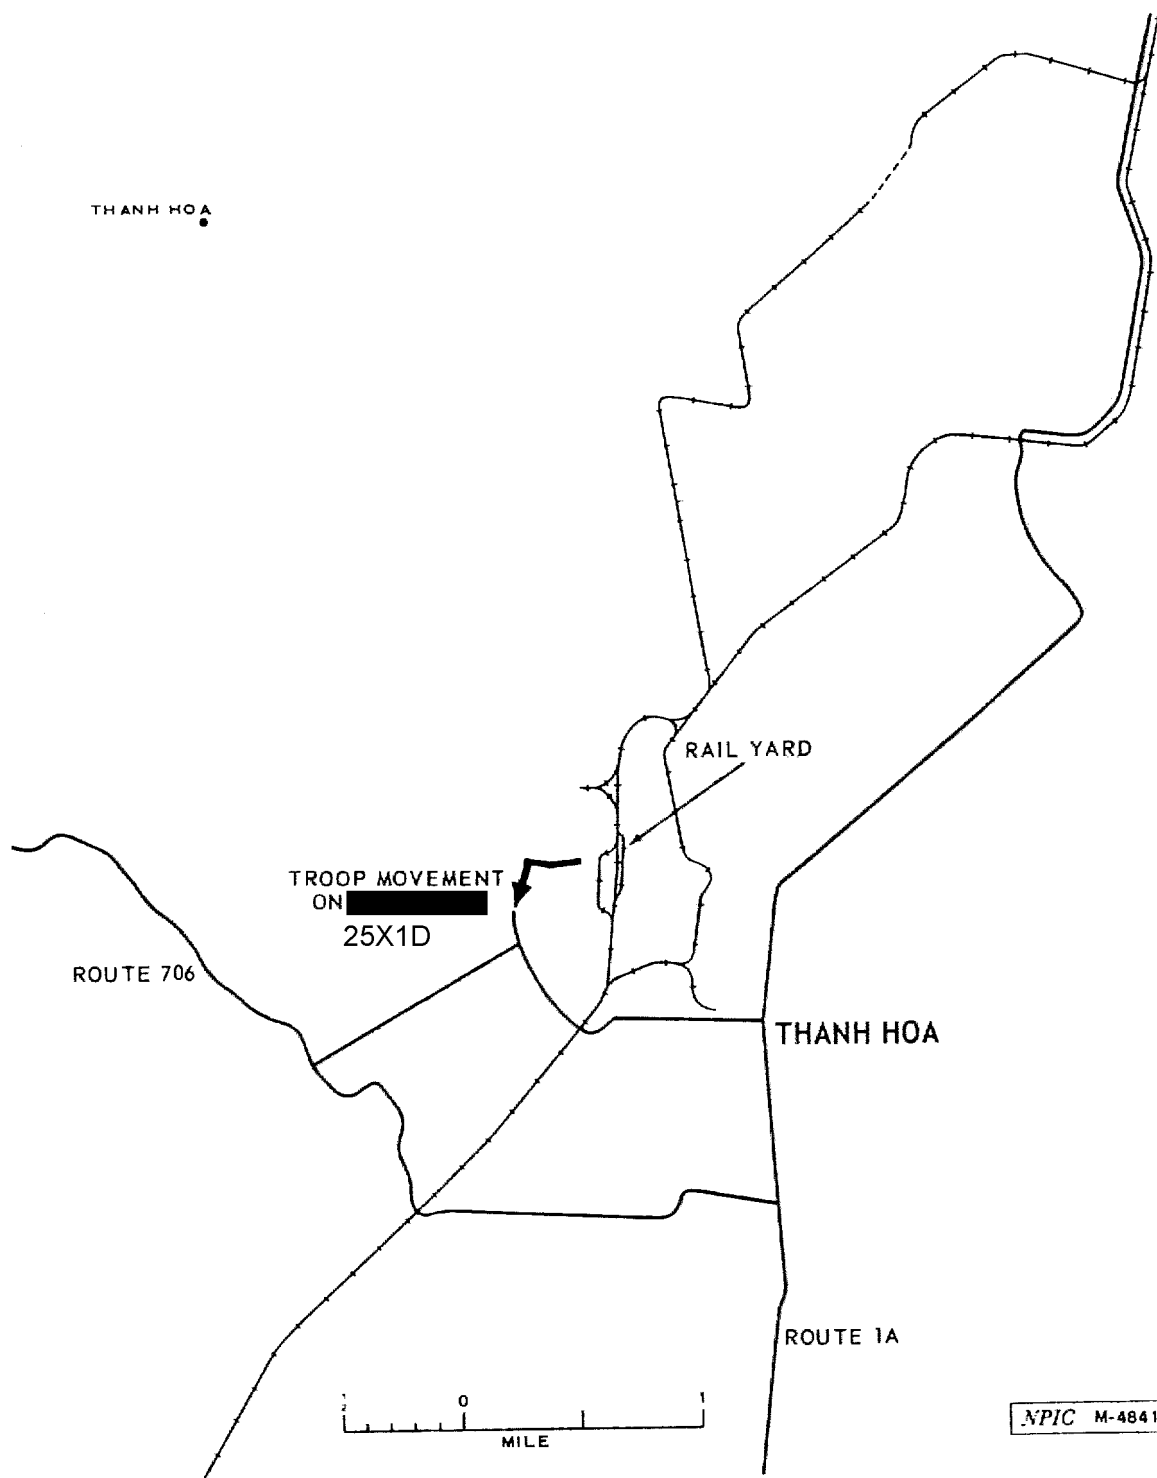 THANH HOA
RAIL YARD
TROOP MOVEMENT
ON
25X1D
ROUTE 706
THANH HOA
ROUTE 1A
0 1
MILE
NPIC M-4841